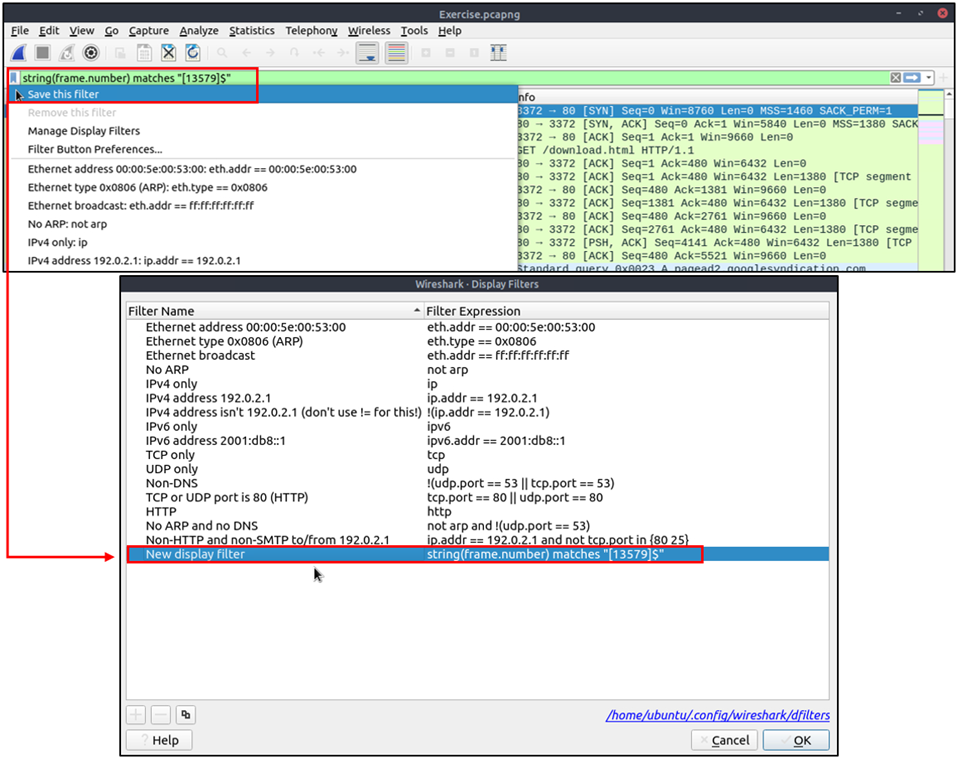 Exercise.pcapng
File Edit View Go Capture Analyze Statistics Telephony Wireless Tools Help
string(frame.number) matches "[13579]$"
Save this filter
Remove this filter
Manage Display Filters
Filter Button Preferences...
Ethernet address 00:00:5e:00:53:00: eth.addr == 00:00:5e:00:53:00
Ethernet type 0x0806 (ARP): eth.type == 0x0806
Ethernet broadcast: eth.addr == ff:ff:ff:ff:ff:ff
No ARP: not arp
IPv4 only: ip
IPv4 address 192.0.2.1: ip.addr == 192.0.2.1
nfo
3372 → 80 [SYN] Seq=0 Win=8760 Len=0 MSS=1460 SACK_PERM=1
80 → 3372 [SYN, ACK] Seq=0 Ack=1 Win=5840 Len=0 MSS=1380 SACK
3372 → 80 [ACK] Seq=1 Ack=1 Win=9660 Len=0
GET /download.html HTTP/1.1
80 → 3372 [ACK] Seq=1 Ack=480 Win=6432 Len=0
80 → 3372 [ACK] Seq=1 Ack=480 Win=6432 Len=1380 [TCP segment
3372 → 80 [ACK] Seq=480 Ack=1381 Win=9660 Len=0
80 → 3372 [ACK] Seq=1381 Ack=480 Win=6432 Len=1380 [TCP segme
3372 → 80 [ACK] Seq=480 Ack=2761 Win=9660 Len=0
80 → 3372 [ACK] Seq=2761 Ack=480 Win=6432 Len=1380 [TCP segme
80 → 3372 [PSH, ACK] Seq=4141 Ack=480 Win=6432 Len=1380 [TCP
3372 → 80 [ACK] Seq=480 Ack=5521 Win=9660 Len=0
Standard query 0x0023 A pagead2.googlesyndication.com
Wireshark · Display Filters
Filter Name Filter Expression
Ethernet address 00:00:5e:00:53:00 eth.addr == 00:00:5e:00:53:00
Ethernet type 0x0806 (ARP) eth.type == 0x0806
Ethernet broadcast eth.addr == ff:ff:ff:ff:ff:ff
No ARP not arp
IPv4 only ip
IPv4 address 192.0.2.1 ip.addr == 192.0.2.1
IPv4 address isn't 192.0.2.1 (don't use != for this!) !(ip.addr == 192.0.2.1)
IPv6 only ipv6
IPv6 address 2001:db8::1 ipv6.addr == 2001:db8::1
TCP only tcp
UDP only udp
Non-DNS !(udp.port == 53 || tcp.port == 53)
TCP or UDP port is 80 (HTTP) tcp.port == 80 || udp.port == 80
HTTP http
No ARP and no DNS not arp and !(udp.port == 53)
Non-HTTP and non-SMTP to/from 192.0.2.1 ip.addr == 192.0.2.1 and not tcp.port in {80 25}
New display filter string(frame.number) matches "[13579]$"
/home/ubuntu/.config/wireshark/dfilters
? Help Cancel OK